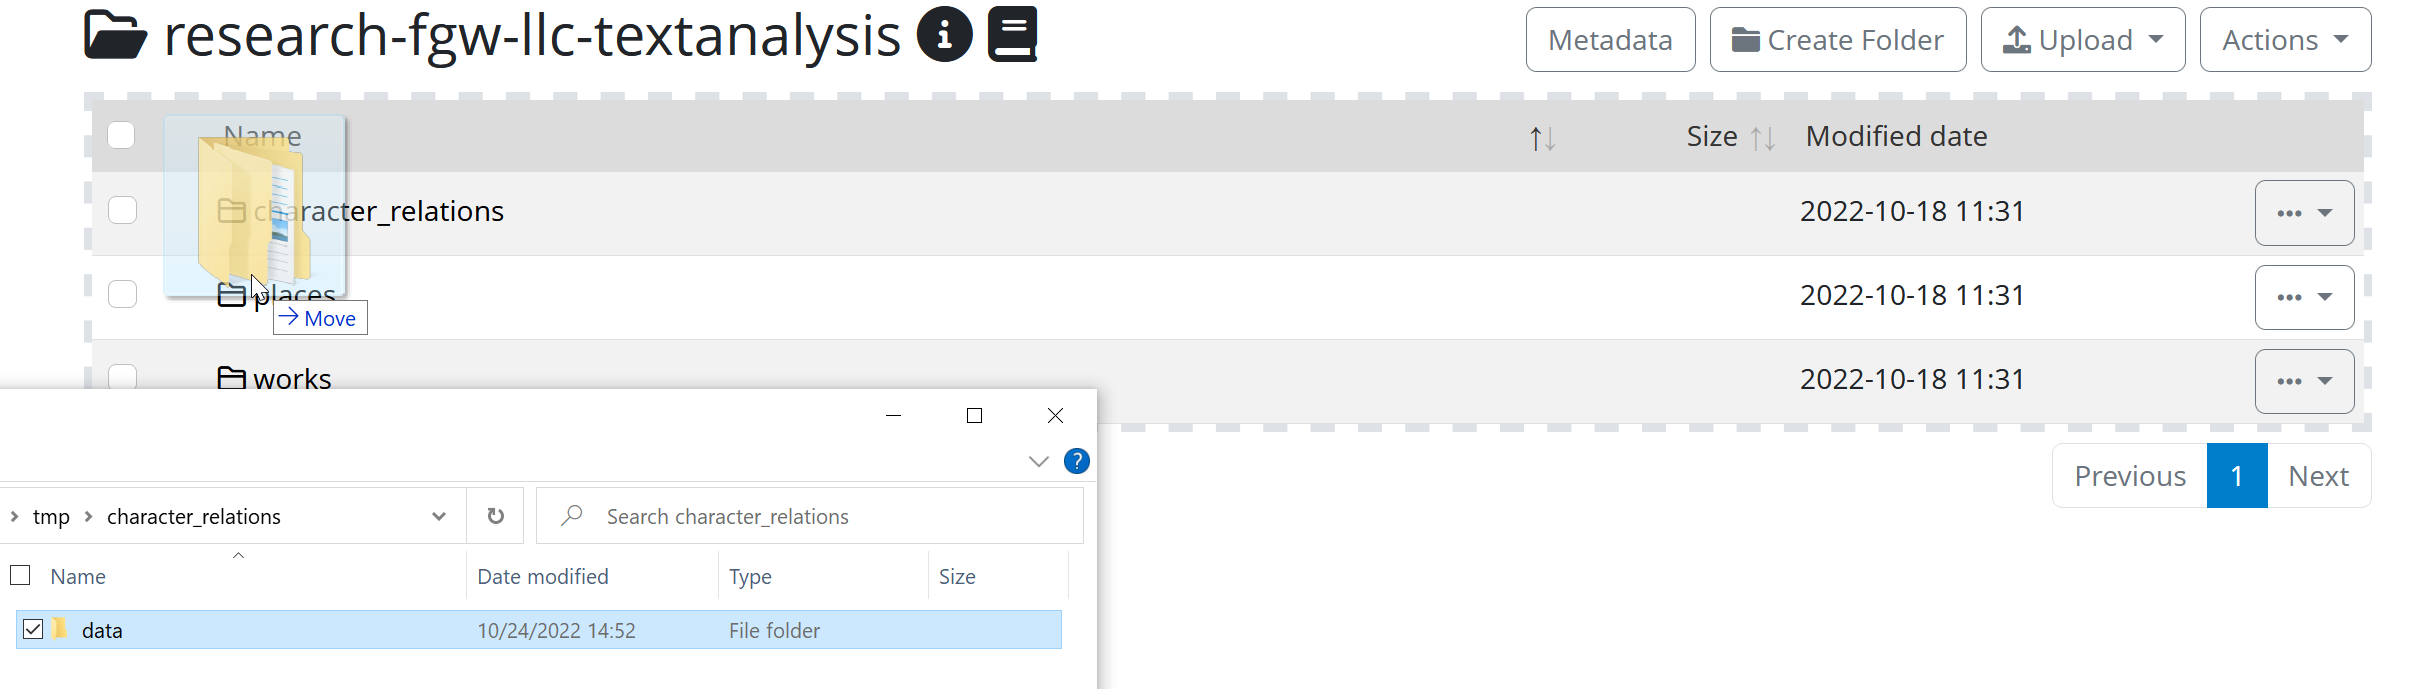 research-fgw-llc-textanalysis
Metadata
Create Folder
Upload
Actions
Name
Size
Modified date
character_relations
2022-10-18 11:31
places
2022-10-18 11:31
Move
works
2022-10-18 11:31
Previous
1
Next
tmp
character_relations
Search character_relations
Name
Date modified
Type
Size
data
10/24/2022 14:52
File folder